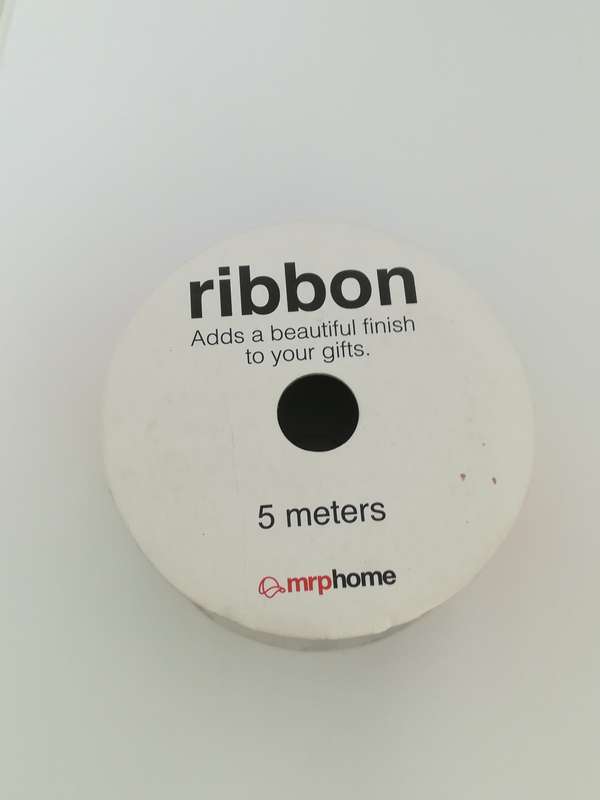 ribbon
Adds a beautiful finish
to your gifts.
5 meters
mrphome